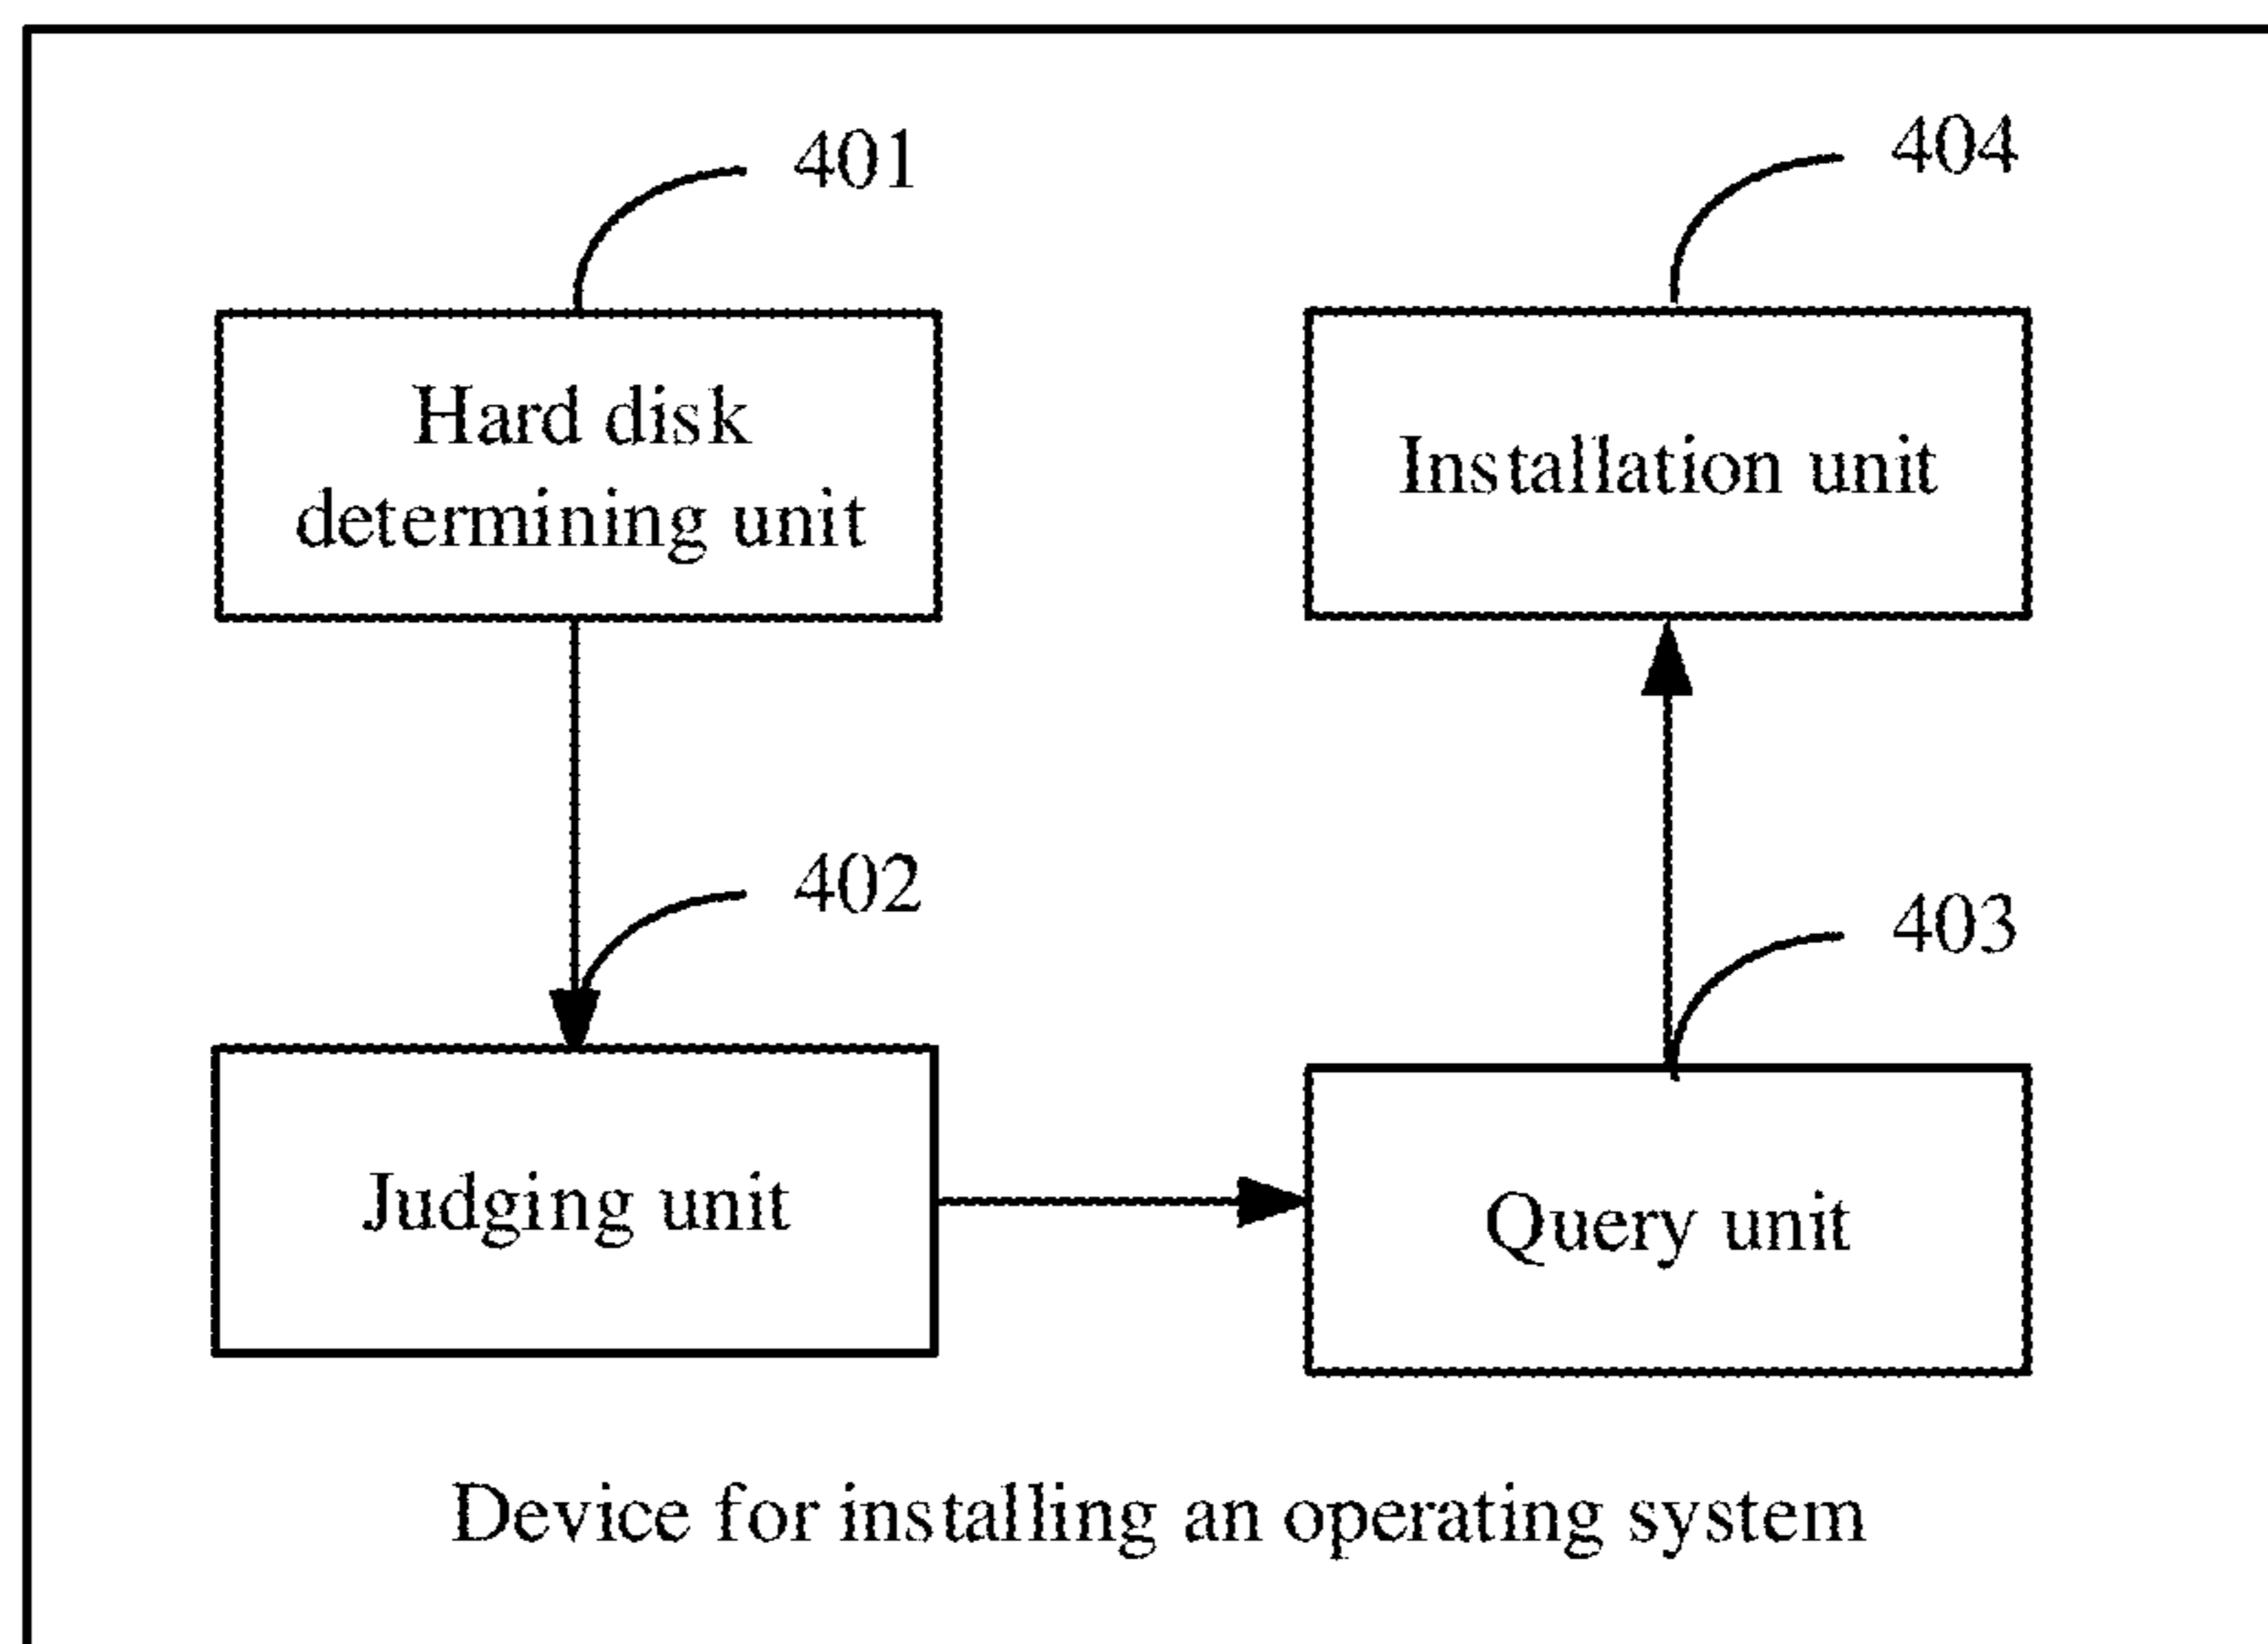 401
404
Hard disk
determining unit
Installation unit
402
403
Judging unit
Query unit
Device for installing an operating system